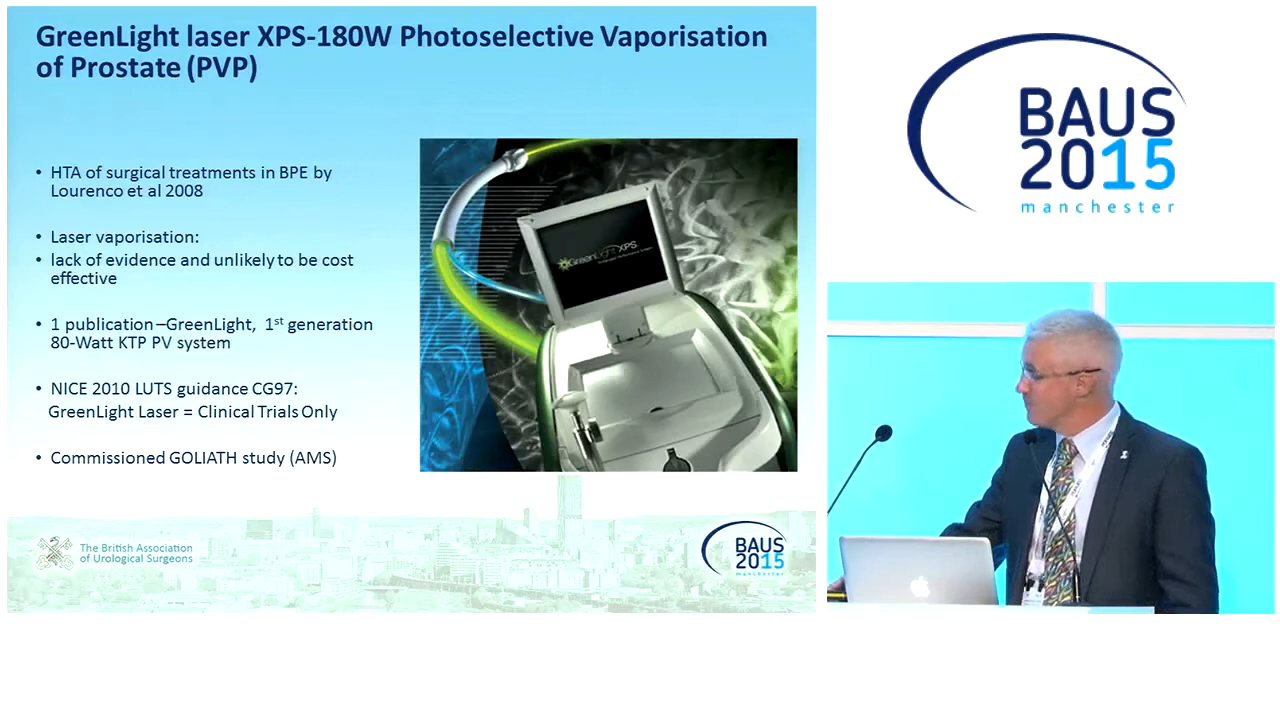 GreenLight laser XPS-180W Photoselective Vaporisation
of Prostate (PVP)
• HTA of surgical treatments in BPE by
Lourenco et al 2008
• Laser vaporisation:
• lack of evidence and unlikely to be cost
effective
• 1 publication –GreenLight, 1st generation
80-Watt KTP PV system
• NICE 2010 LUTS guidance CG97:
GreenLight Laser = Clinical Trials Only
• Commissioned GOLIATH study (AMS)
GreenLight XPS
The British Association
of Urological Surgeons
BAUS
2015
manchester
BAUS
2015
manchester